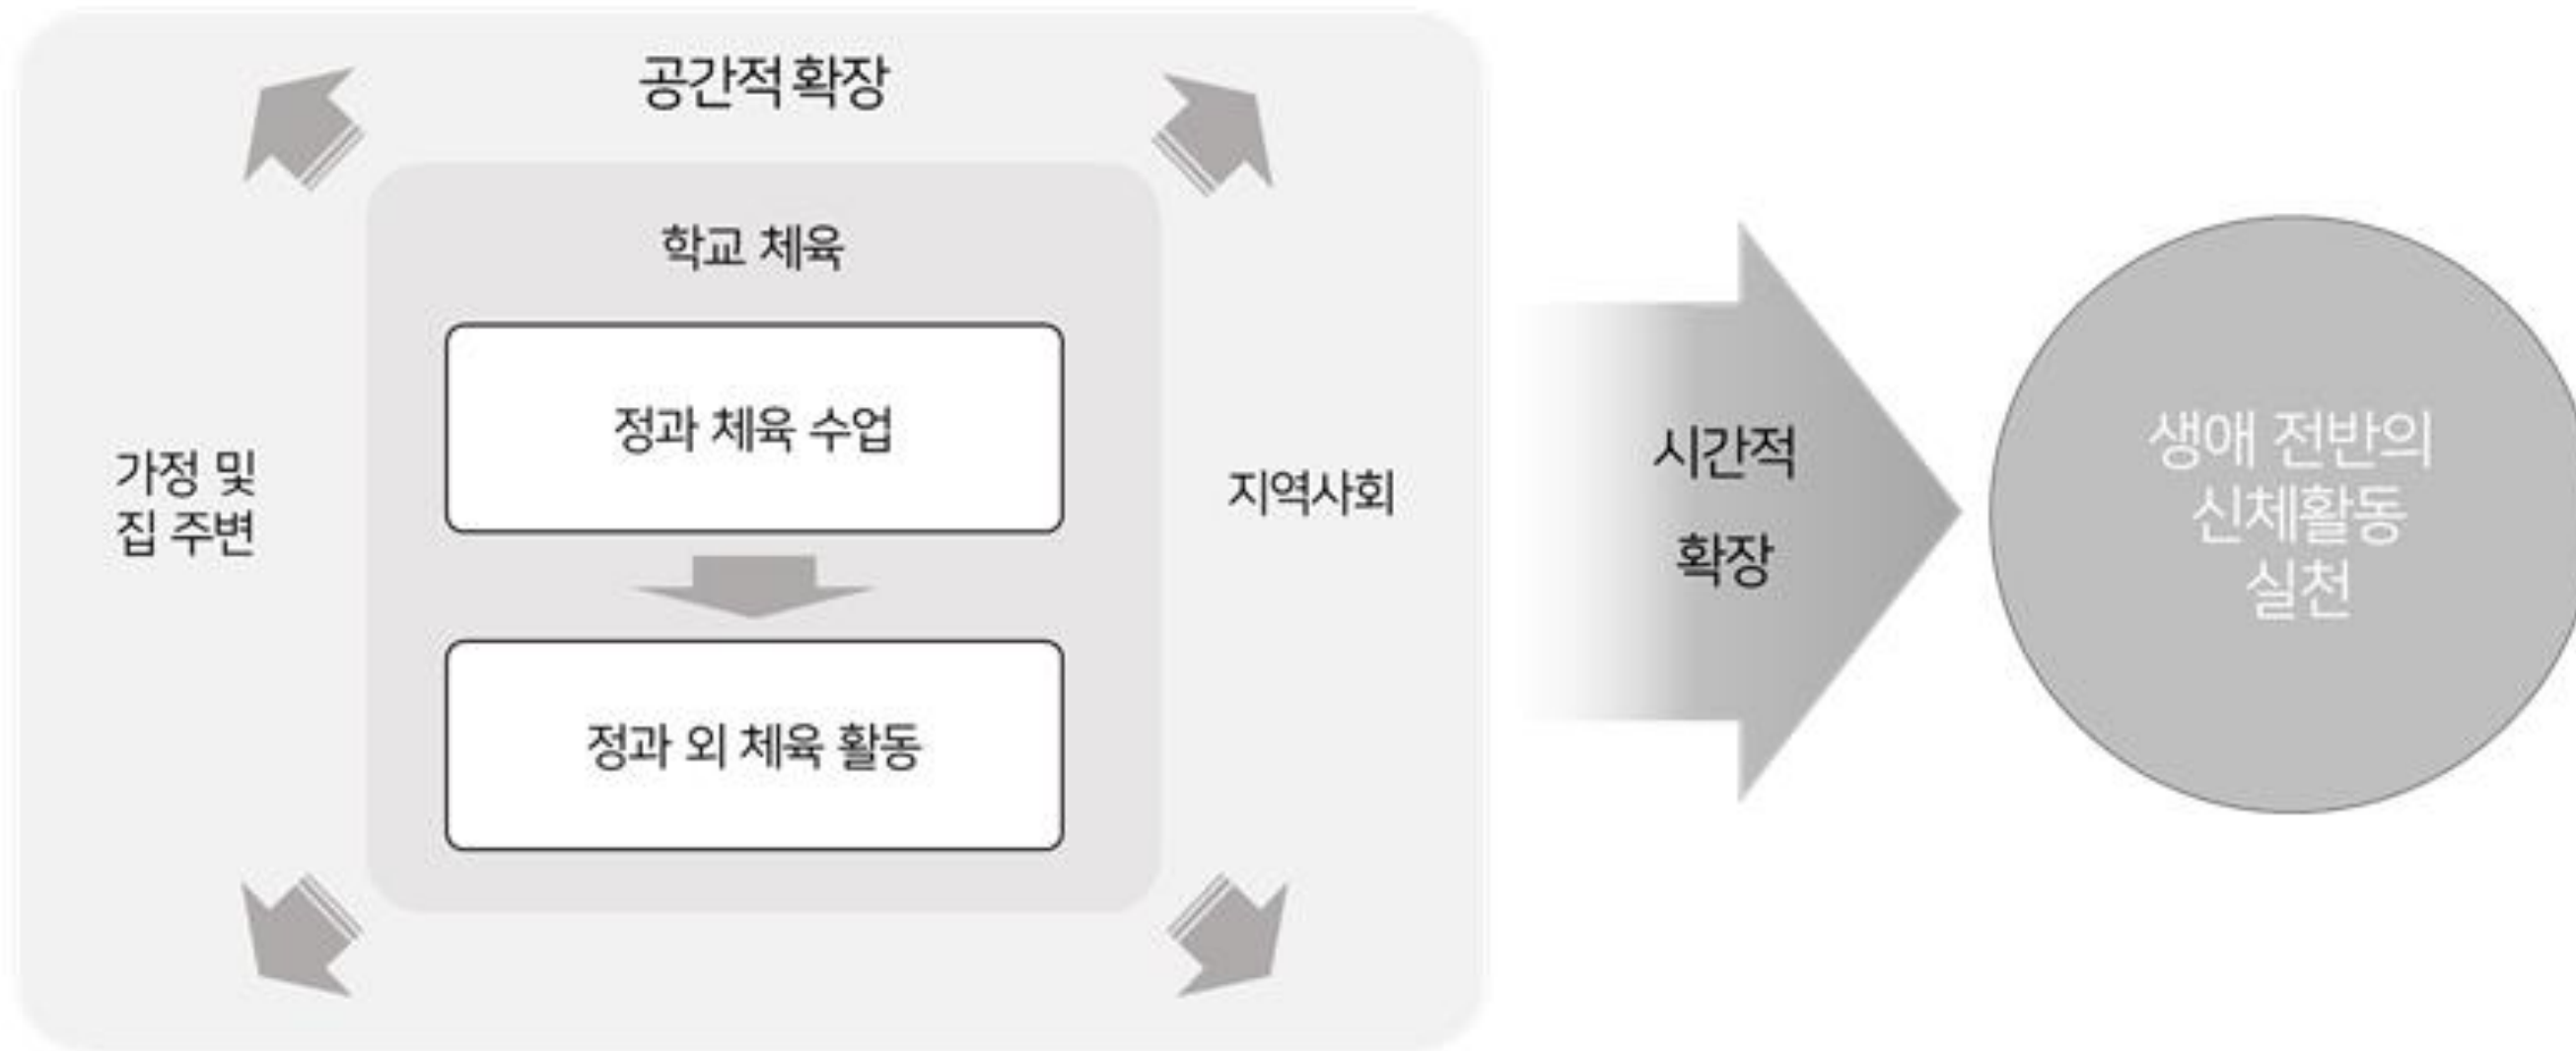 공간적 확장
학교 체육
정과 체육 수업
정과 외 체육 활동
가정 및
집 주변
지역사회
시간적
확장
생애 전반의
신체활동
실천